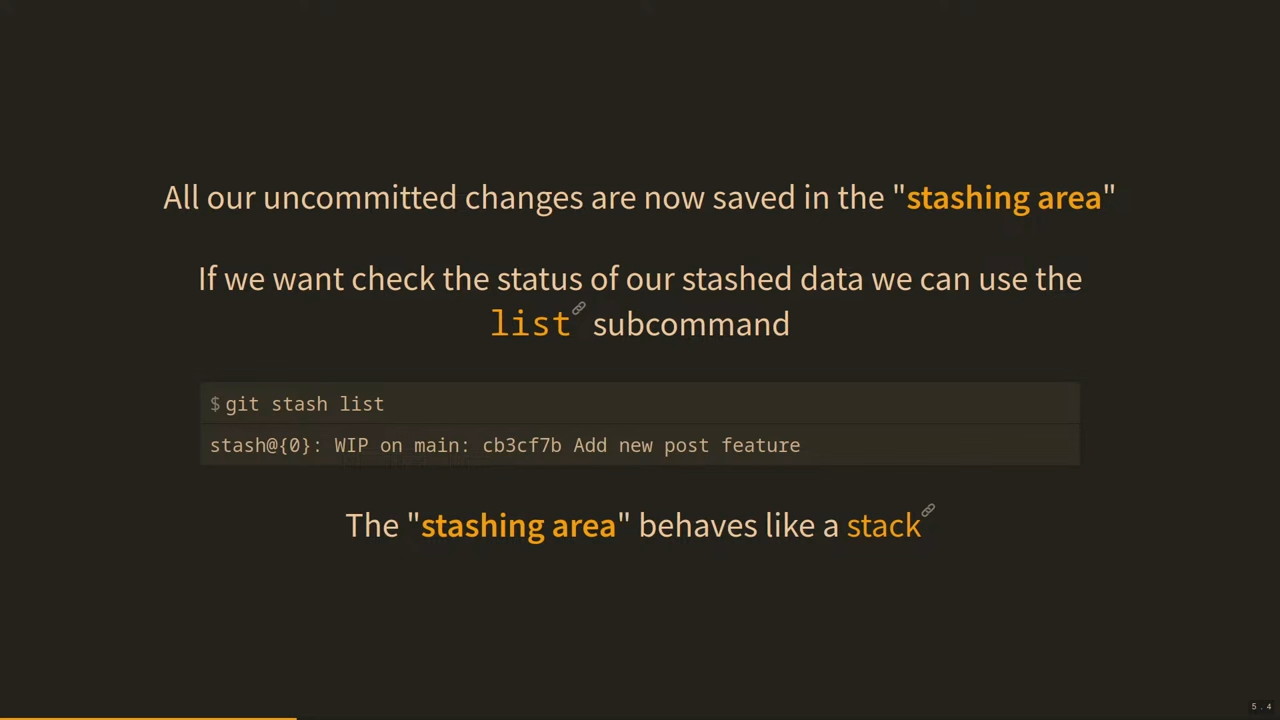 All our uncommitted changes are now saved in the "stashing area"
If we want check the status of our stashed data we can use the
list subcommand
$ git stash list
stash@{0}: WIP on main: cb3cf7b Add new post feature
The "stashing area" behaves like a stack
5.4